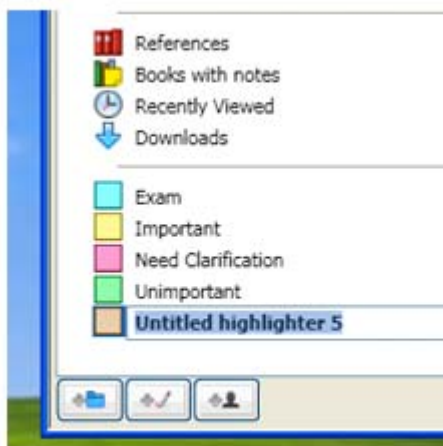 References
Books with notes
Recently Viewed
Downloads
Exam
Important
Need Clarification
Unimportant
Untitled highlighter 5